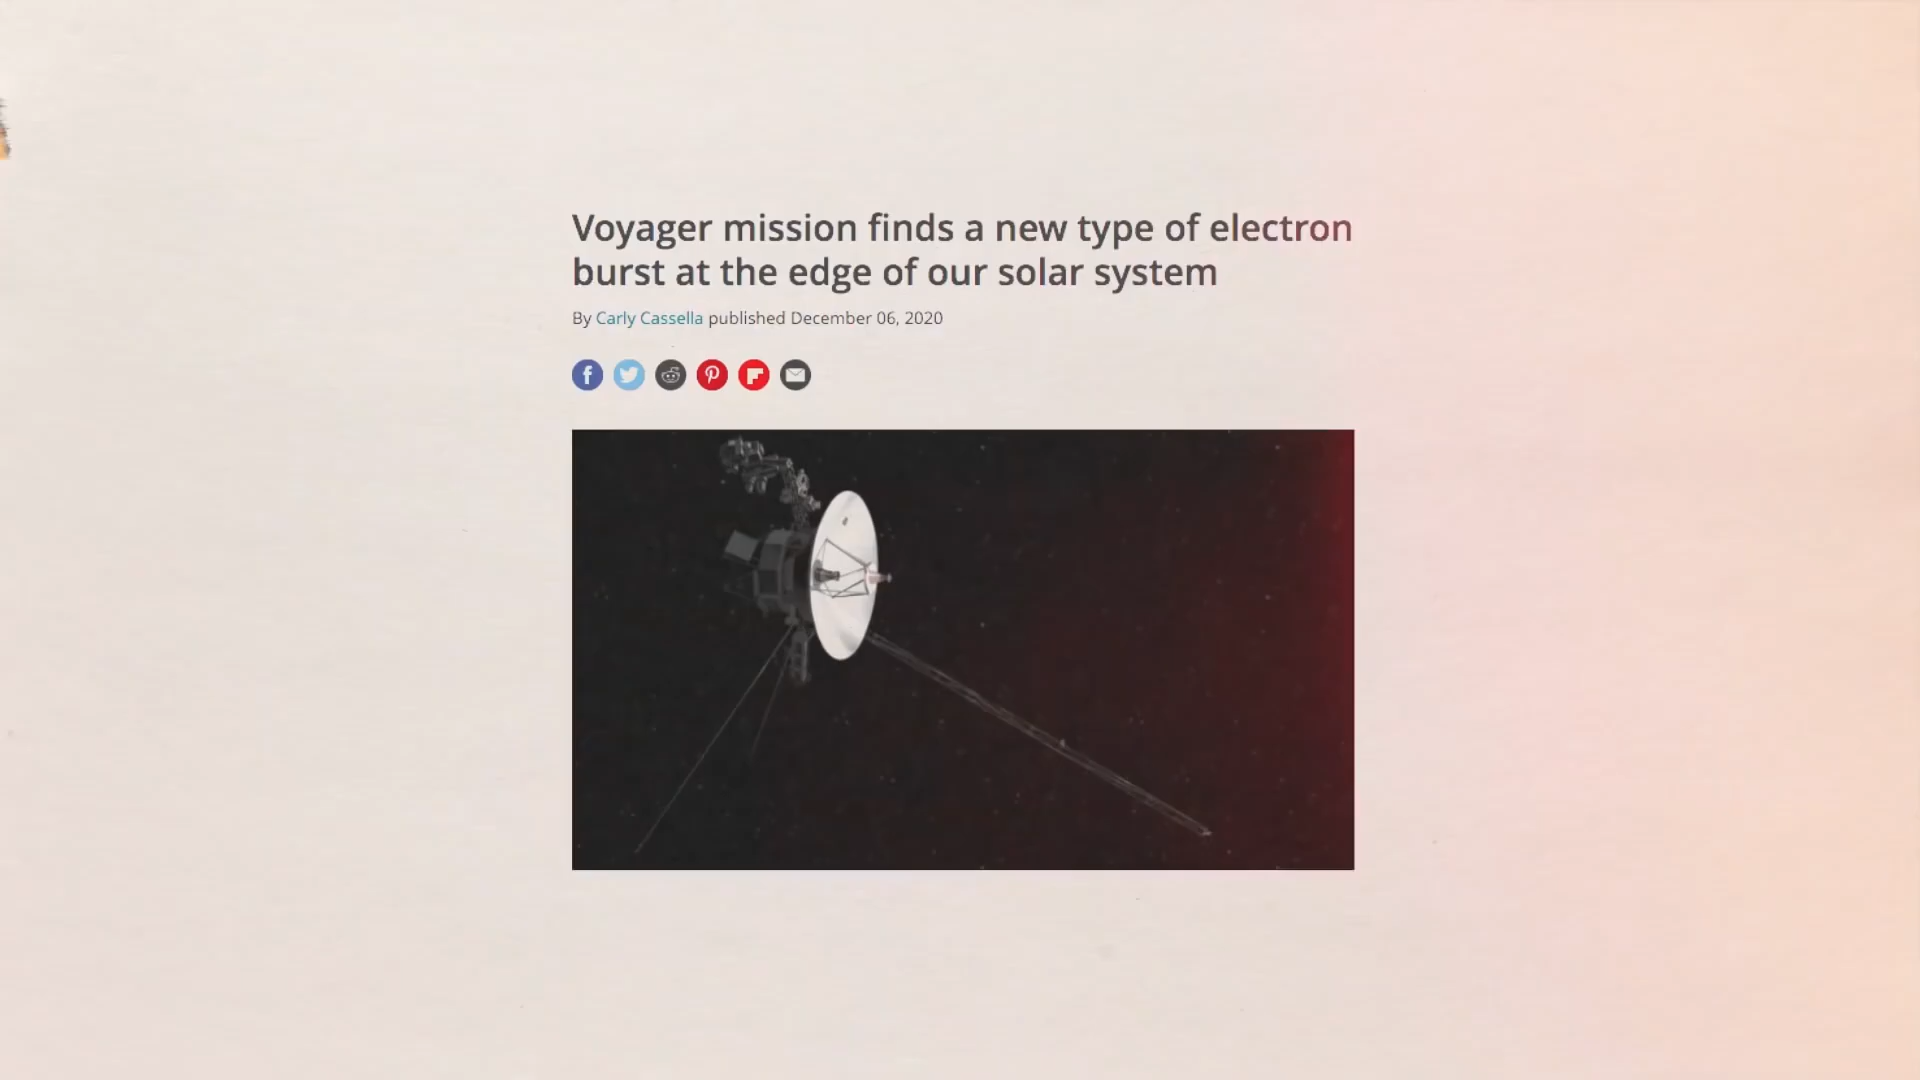 Voyager mission finds a new type of electron
burst at the edge of our solar system
By Carly Cassella published December 06, 2020